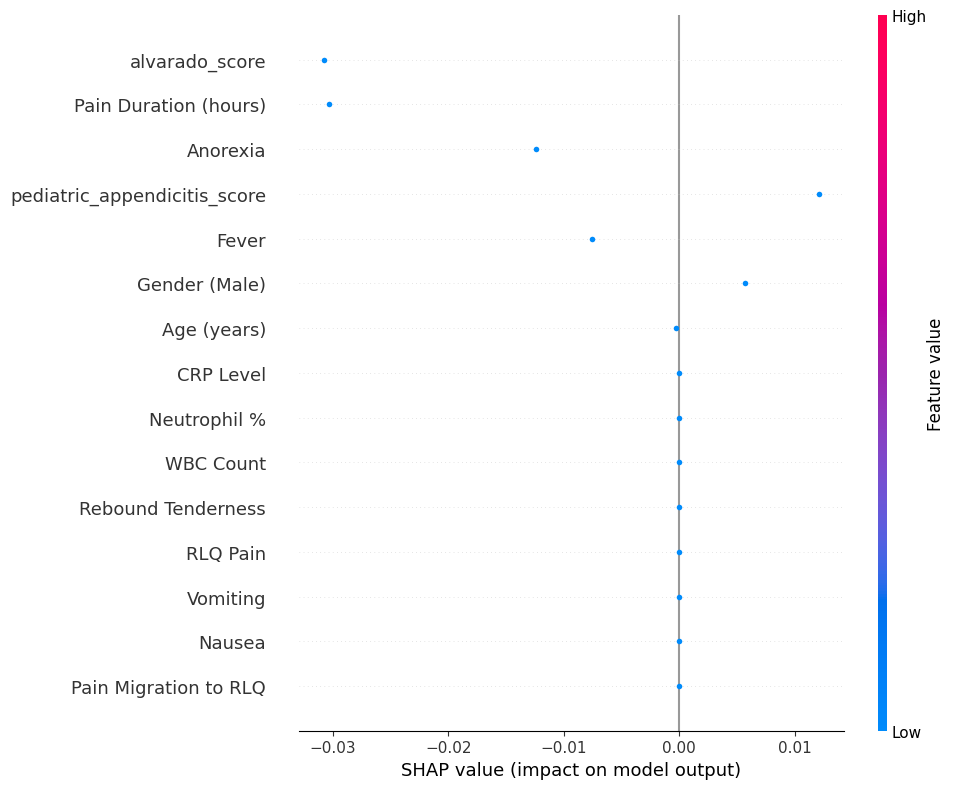 High
alvarado_score
Pain Duration (hours)
Anorexia
pediatric_appendicitis_score
Fever
Gender (Male)
Age (years)
CRP Level
Neutrophil %
WBC Count
Rebound Tenderness
RLQ Pain
Vomiting
Nausea
Pain Migration to RLQ
Feature value
Low
−0.03 −0.02 −0.01 0.00 0.01
SHAP value (impact on model output)